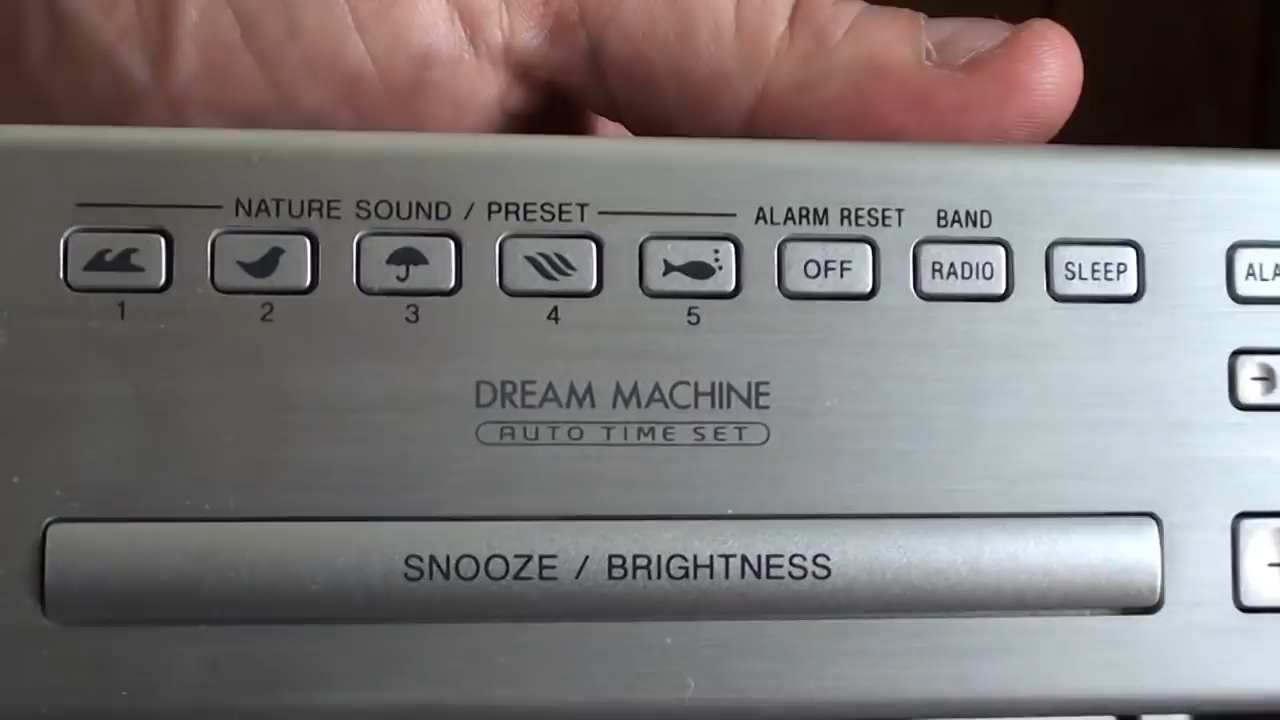 NATURE SOUND / PRESET
ALARM RESET
BAND
OFF
RADIO
SLEEP
ALA
1 2 3 4 5
DREAM MACHINE
AUTO TIME SET
SNOOZE / BRIGHTNESS